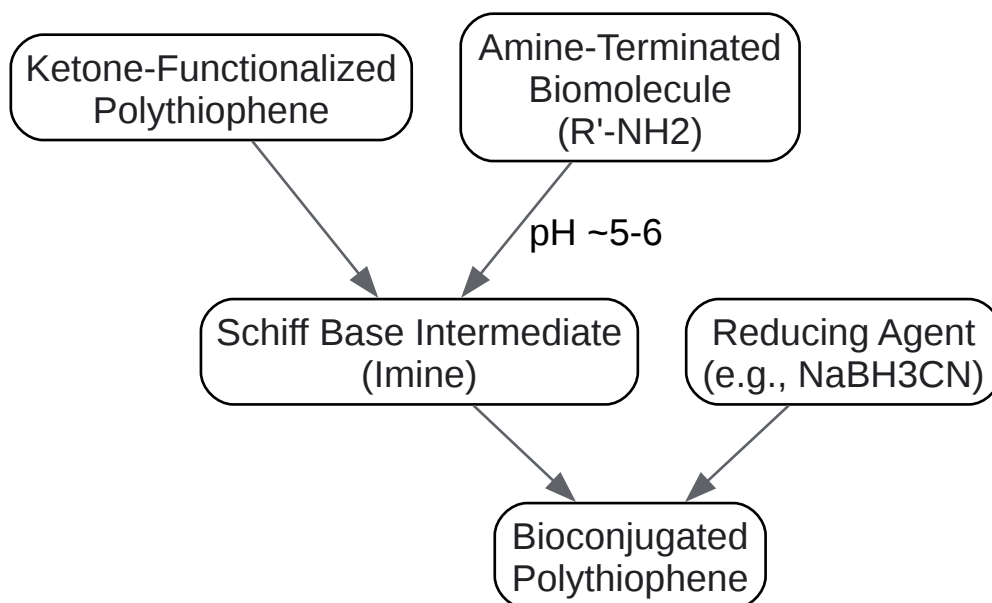 Ketone-Functionalized
Polythiophene
Amine-Terminated
Biomolecule
(R'-NH2)
pH ~5-6
Schiff Base Intermediate
(Imine)
Reducing Agent
(e.g., NaBH3CN)
Bioconjugated
Polythiophene